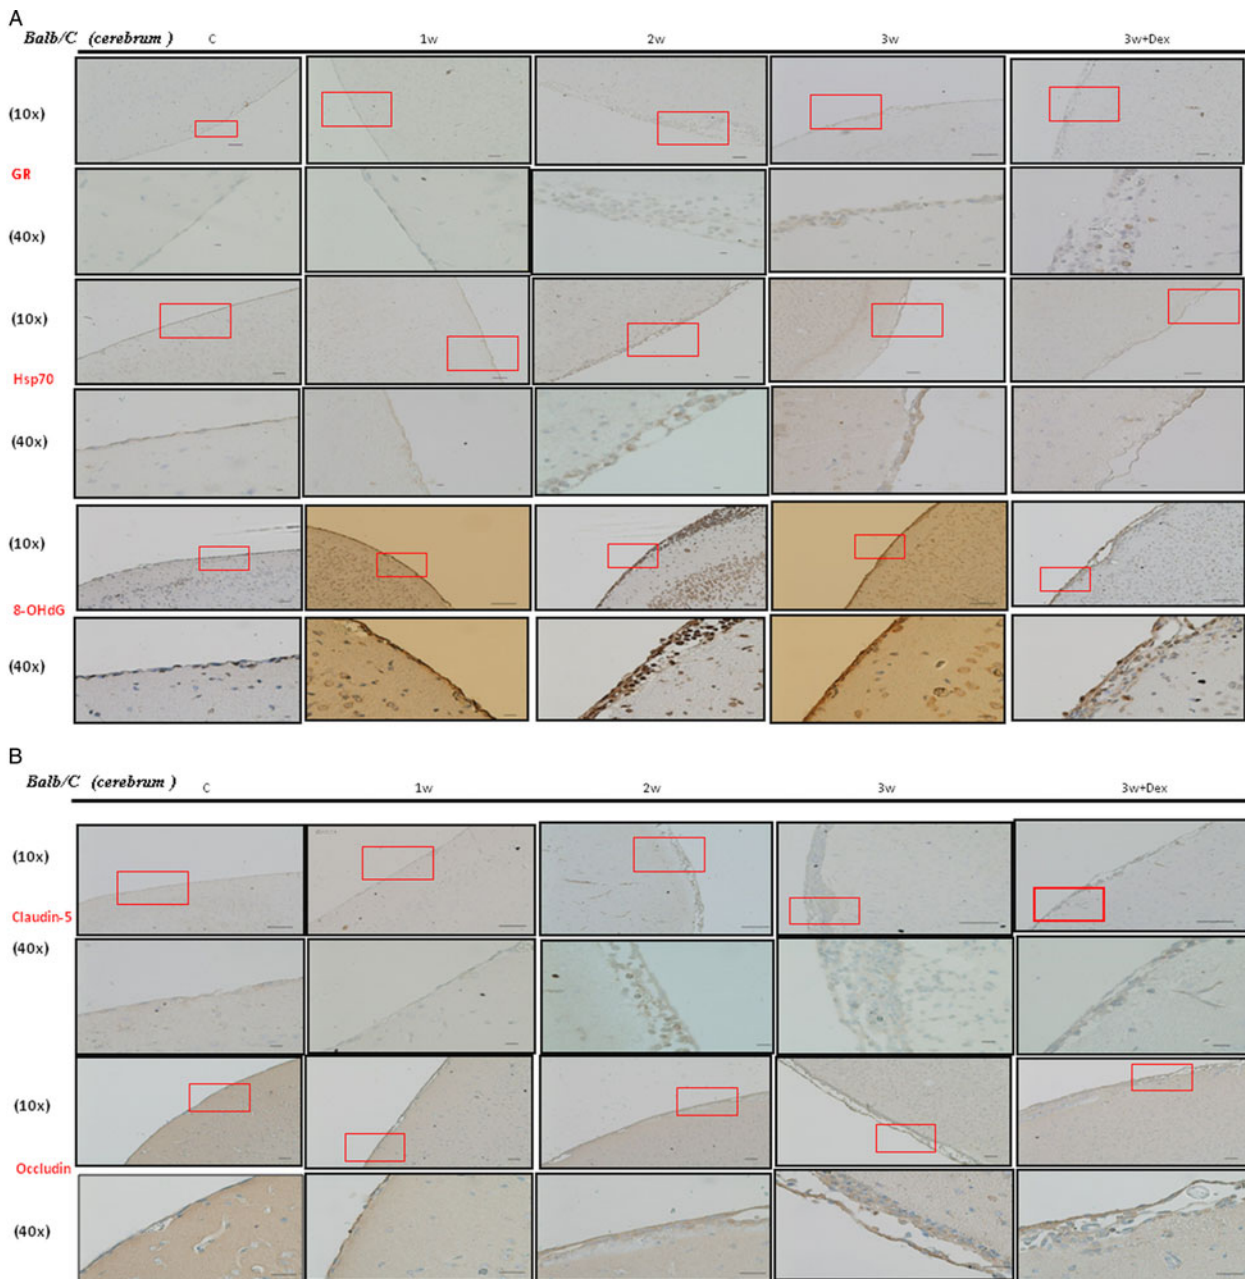 A
Balb/C (cerebrum) C 1w 2w 3w 3w+Dex
(10x)
GR
(40x)
(10x)
Hsp70
(40x)
(10x)
8-OHdG
(40x)
B
Balb/C (cerebrum) C 1w 2w 3w 3w+Dex
(10x)
Claudin-5
(40x)
(10x)
Occludin
(40x)